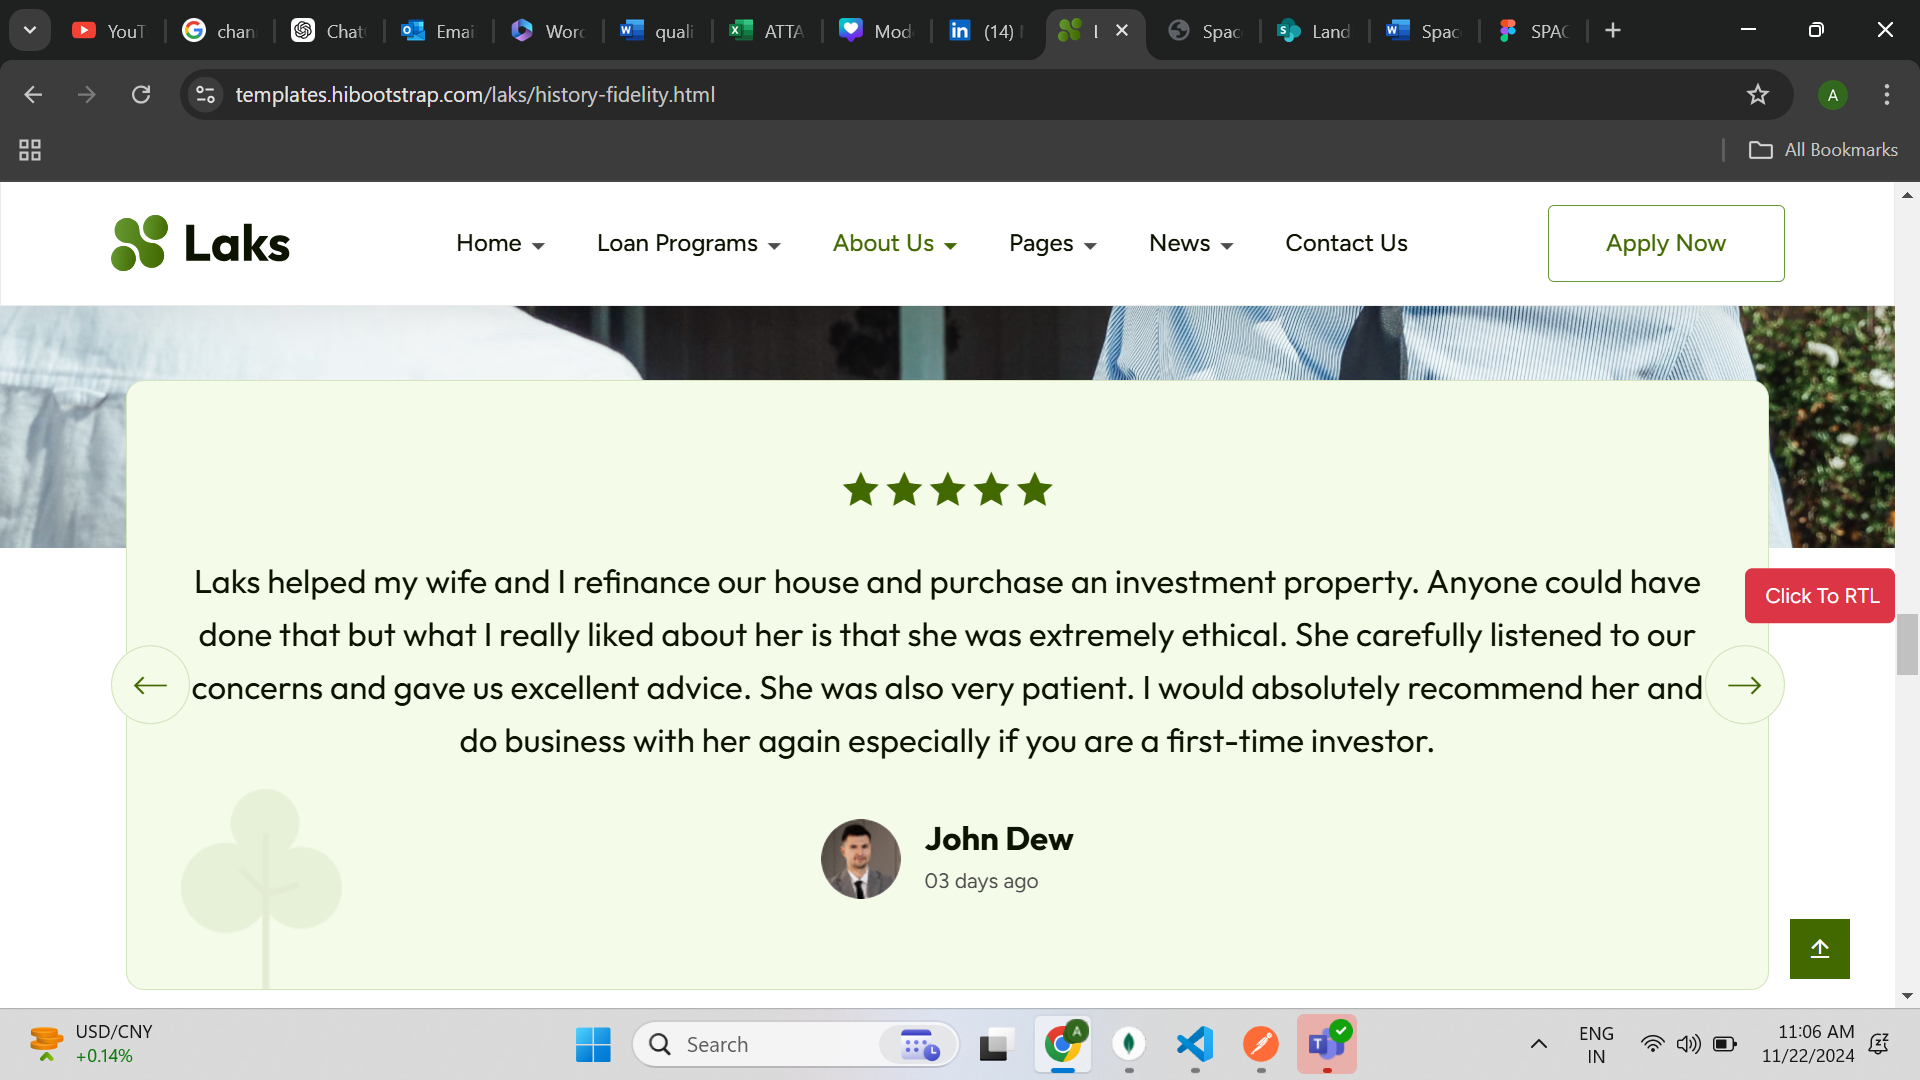 YouT
chan
Chat
Emai
Word
quali
ATTA
Mod
(14)
Spac
Land
Spac
SPAC
templates.hibootstrap.com/laks/history-fidelity.html
A
All Bookmarks
Laks
Home
Loan Programs
About Us
Pages
News
Contact Us
Apply Now
Laks helped my wife and I refinance our house and purchase an investment property. Anyone could have
done that but what I really liked about her is that she was extremely ethical. She carefully listened to our
concerns and gave us excellent advice. She was also very patient. I would absolutely recommend her and
do business with her again especially if you are a first-time investor.
Click To RTL
John Dew
03 days ago
USD/CNY
+0.14%
Search
A
ENG
IN
11:06 AM
11/22/2024